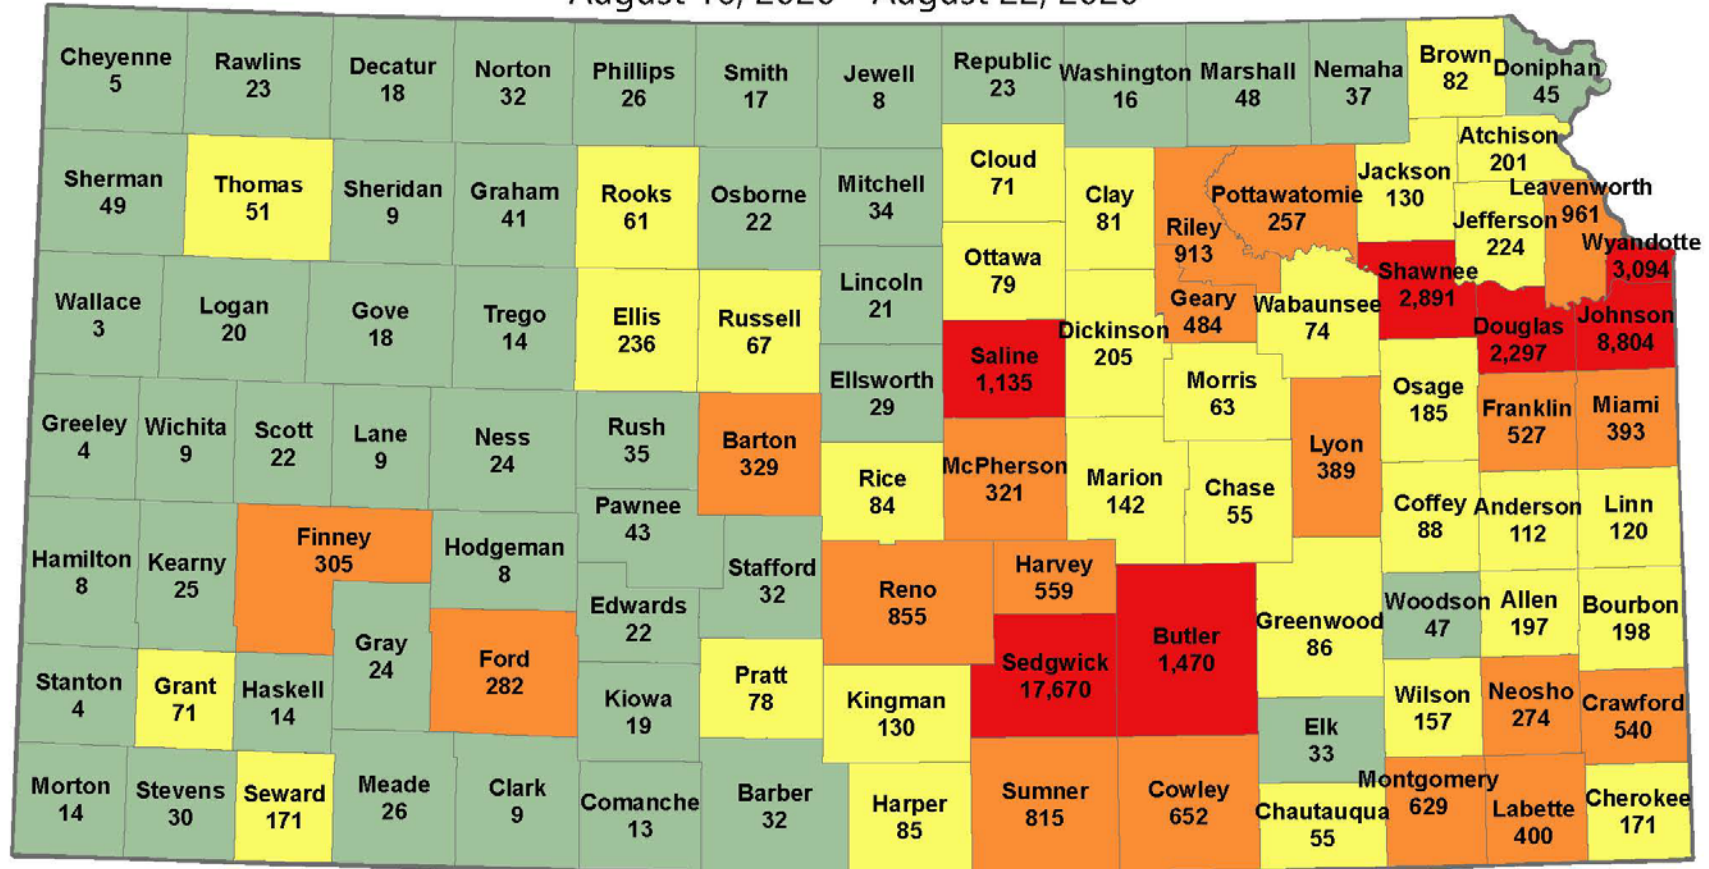 August 16, 2020 – August 22, 2020
Cheyenne
5
Rawlins
23
Decatur
18
Norton
32
Phillips
26
Smith
17
Jewell
8
Republic
23
Washington
16
Marshall
48
Nemaha
37
Brown
82
Doniphan
45
Sherman
49
Thomas
51
Sheridan
9
Graham
41
Rooks
61
Osborne
22
Mitchell
34
Cloud
71
Clay
81
Riley
913
Pottawatomie
257
Jackson
130
Atchison
201
Jefferson
224
Leavenworth
961
Wyandotte
3,094
Wallace
3
Logan
20
Gove
18
Trego
14
Ellis
236
Russell
67
Lincoln
21
Ottawa
79
Saline
1,135
Dickinson
205
Geary
484
Wabaunsee
74
Shawnee
2,891
Douglas
2,297
Johnson
8,804
Ellsworth
29
Morris
63
Osage
185
Franklin
527
Miami
393
Greeley
4
Wichita
9
Scott
22
Lane
9
Ness
24
Rush
35
Barton
329
Rice
84
McPherson
321
Marion
142
Chase
55
Lyon
389
Coffey
88
Anderson
112
Linn
120
Hamilton
8
Kearny
25
Finney
305
Hodgeman
8
Pawnee
43
Stafford
32
Edwards
22
Reno
855
Harvey
559
Butler
1,470
Greenwood
86
Woodson
47
Allen
197
Bourbon
198
Gray
24
Ford
282
Sedgwick
17,670
Stanton
4
Grant
71
Haskell
14
Kiowa
19
Pratt
78
Kingman
130
Elk
33
Wilson
157
Neosho
274
Crawford
540
Morton
14
Stevens
30
Seward
171
Meade
26
Clark
9
Comanche
13
Barber
32
Harper
85
Sumner
815
Cowley
652
Chautauqua
55
Montgomery
629
Labette
400
Cherokee
171